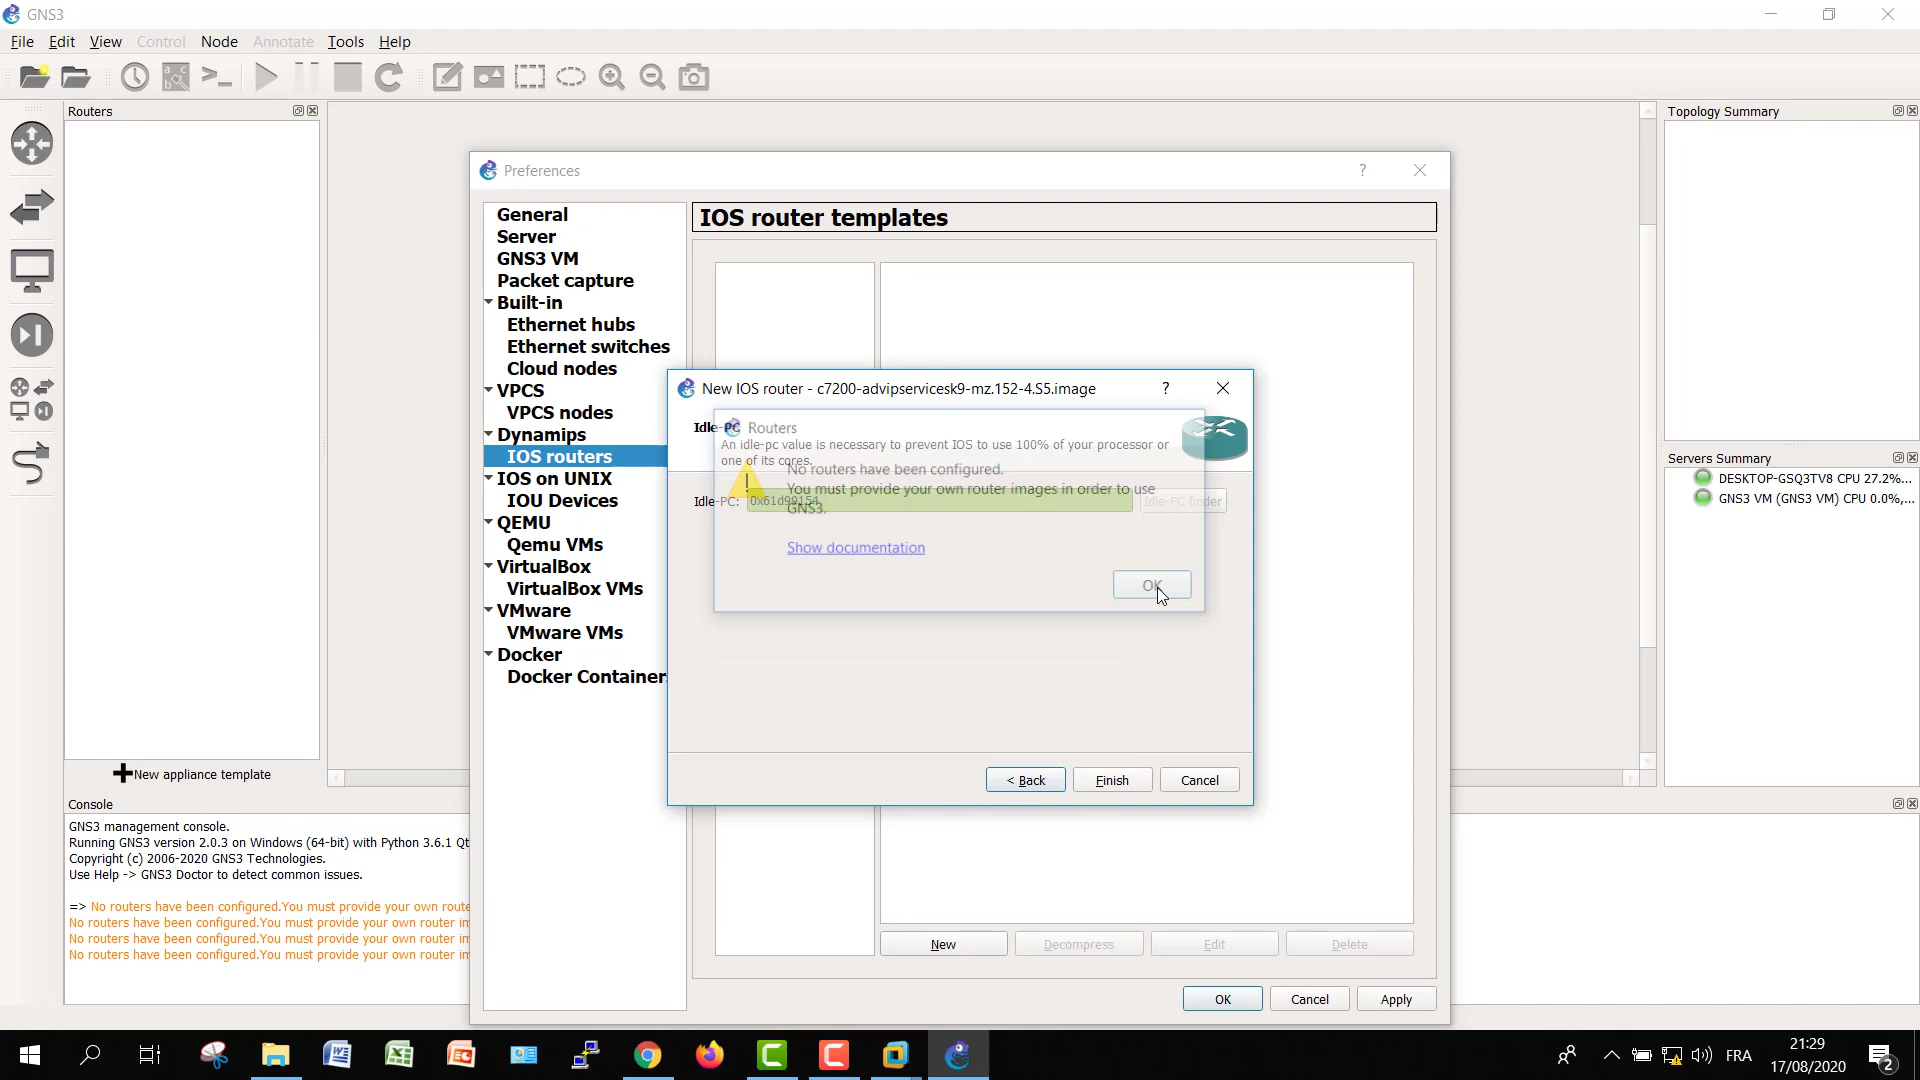 GNS3
File Edit View Control Node Annotate Tools Help
Routers
Topology Summary
Preferences
?
General
Server
GNS3 VM
Packet capture
Built-in
Ethernet hubs
Ethernet switches
Cloud nodes
VPCS
VPCS nodes
Dynamips
IOS routers
IOS on UNIX
IOU Devices
QEMU
Qemu VMs
VirtualBox
VirtualBox VMs
VMware
VMware VMs
Docker
Docker Container
IOS router templates
New IOS router - c7200-advipservicesk9-mz.152-4.S5.image
?
Idle-PC
An idle-pc value is necessary to prevent IOS to use 100% of your processor or
one of its cores.
Idle-PC: 0x61d99154 Idle-PC finder
Routers
No routers have been configured.
You must provide your own router images in order to use
GNS3.
Show documentation
OK
< Back Finish Cancel
New Decompress Edit Delete
OK Cancel Apply
Servers Summary
DESKTOP-GSQ3TV8 CPU 27.2%...
GNS3 VM (GNS3 VM) CPU 0.0%,...
New appliance template
Console
GNS3 management console.
Running GNS3 version 2.0.3 on Windows (64-bit) with Python 3.6.1 Qt
Copyright (c) 2006-2020 GNS3 Technologies.
Use Help -> GNS3 Doctor to detect common issues.
=> No routers have been configured.You must provide your own route
No routers have been configured.You must provide your own router im
No routers have been configured.You must provide your own router im
No routers have been configured.You must provide your own router im
FRA
21:29
17/08/2020
2